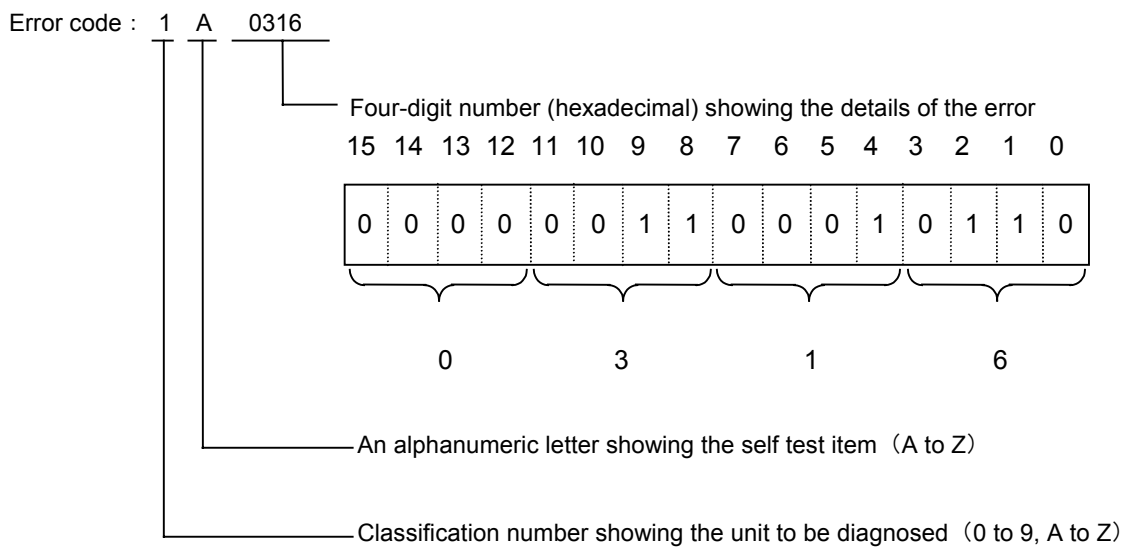 Error code： 1 A 0316
Four-digit number (hexadecimal) showing the details of the error
15 14 13 12 11 10 9 8 7 6 5 4 3 2 1 0
0 0 0 0 0 0 1 1 0 0 0 1 0 1 1 0
0 3 1 6
An alphanumeric letter showing the self test item（A to Z）
Classification number showing the unit to be diagnosed（0 to 9, A to Z）